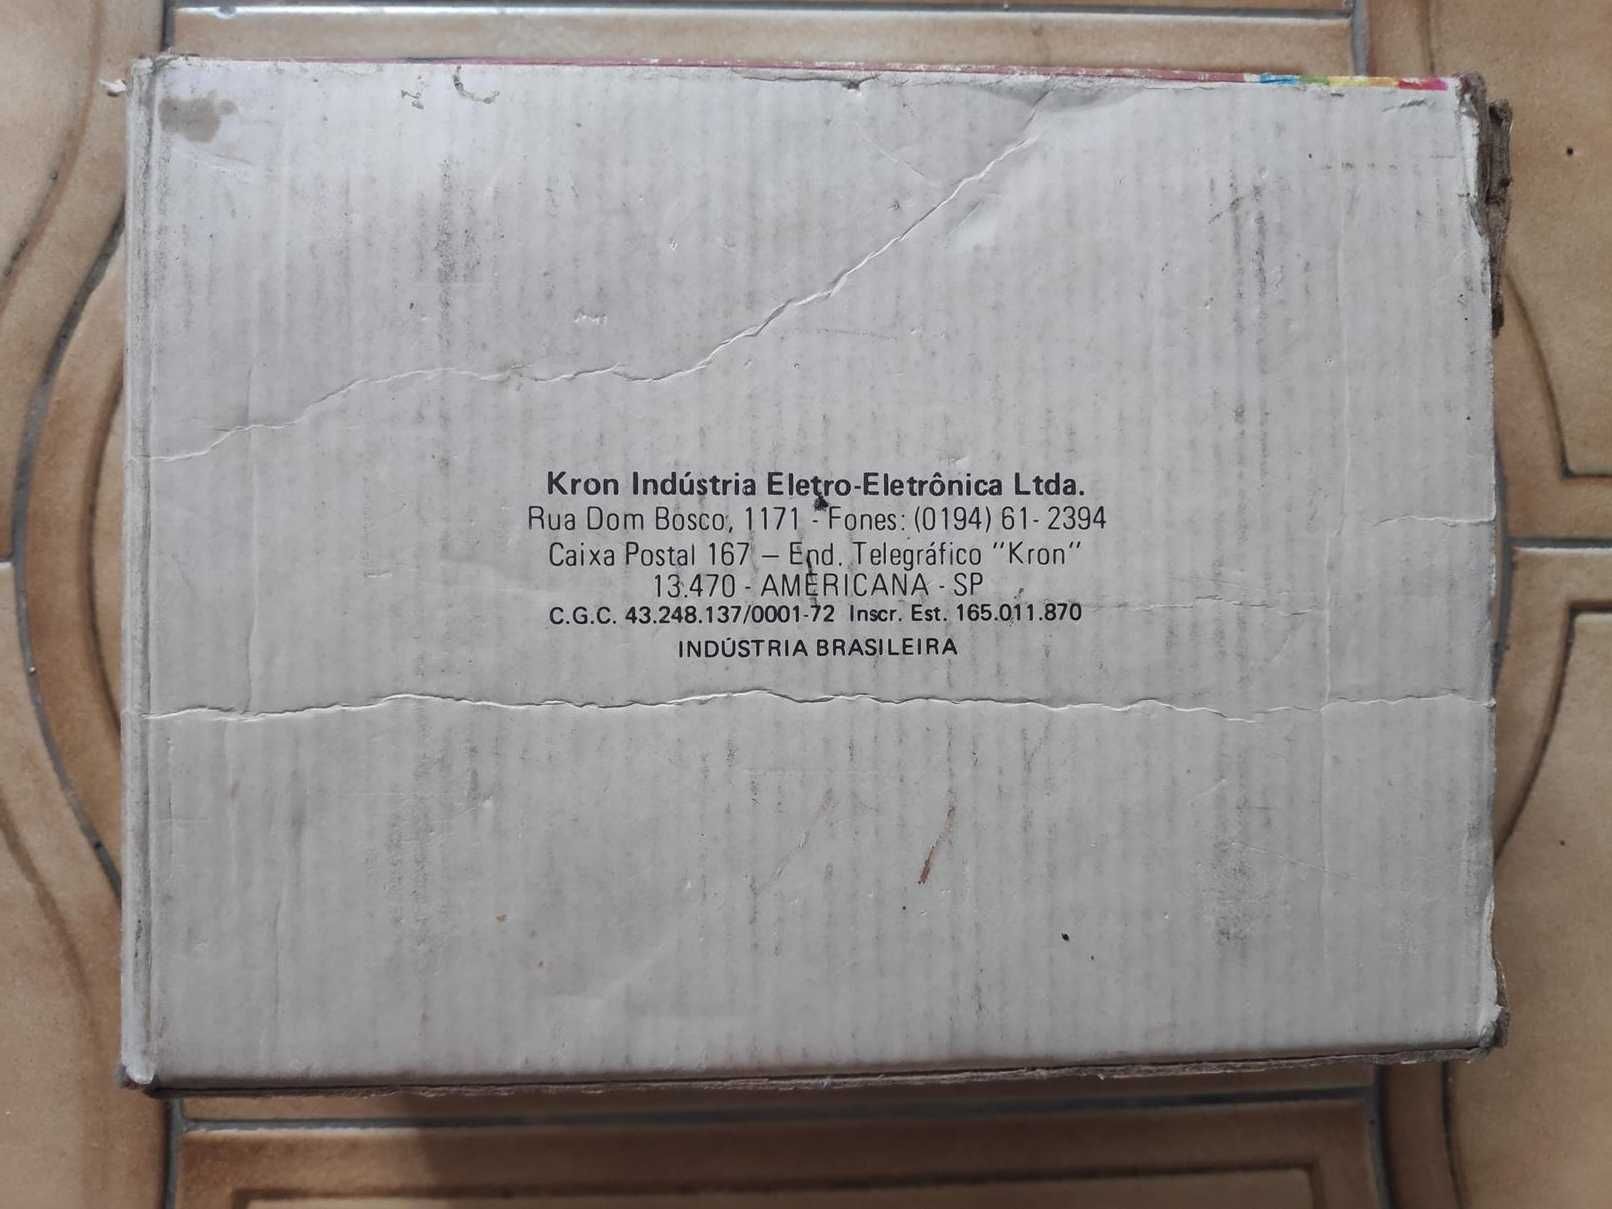 Kron Indústria Eletro-Eletrônica Ltda.
Rua Dom Bosco, 1171 - Fones: (0194) 61-2394
Caixa Postal 167 – End. Telegráfico "Kron"
13.470 - AMERICANA - SP
C.G.C. 43.248.137/0001-72 Inscr. Est. 165.011.870
INDÚSTRIA BRASILEIRA